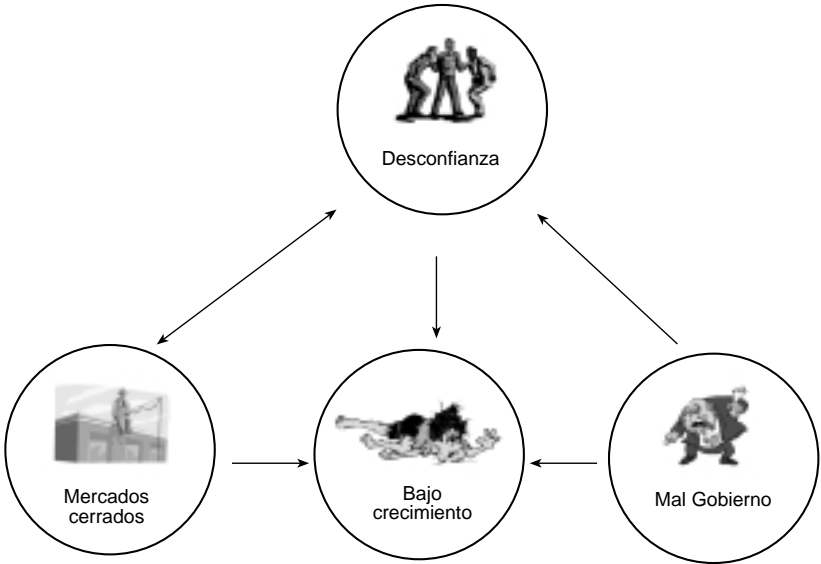 Desconfianza
Mercados
cerrados
Bajo
crecimiento
Mal Gobierno